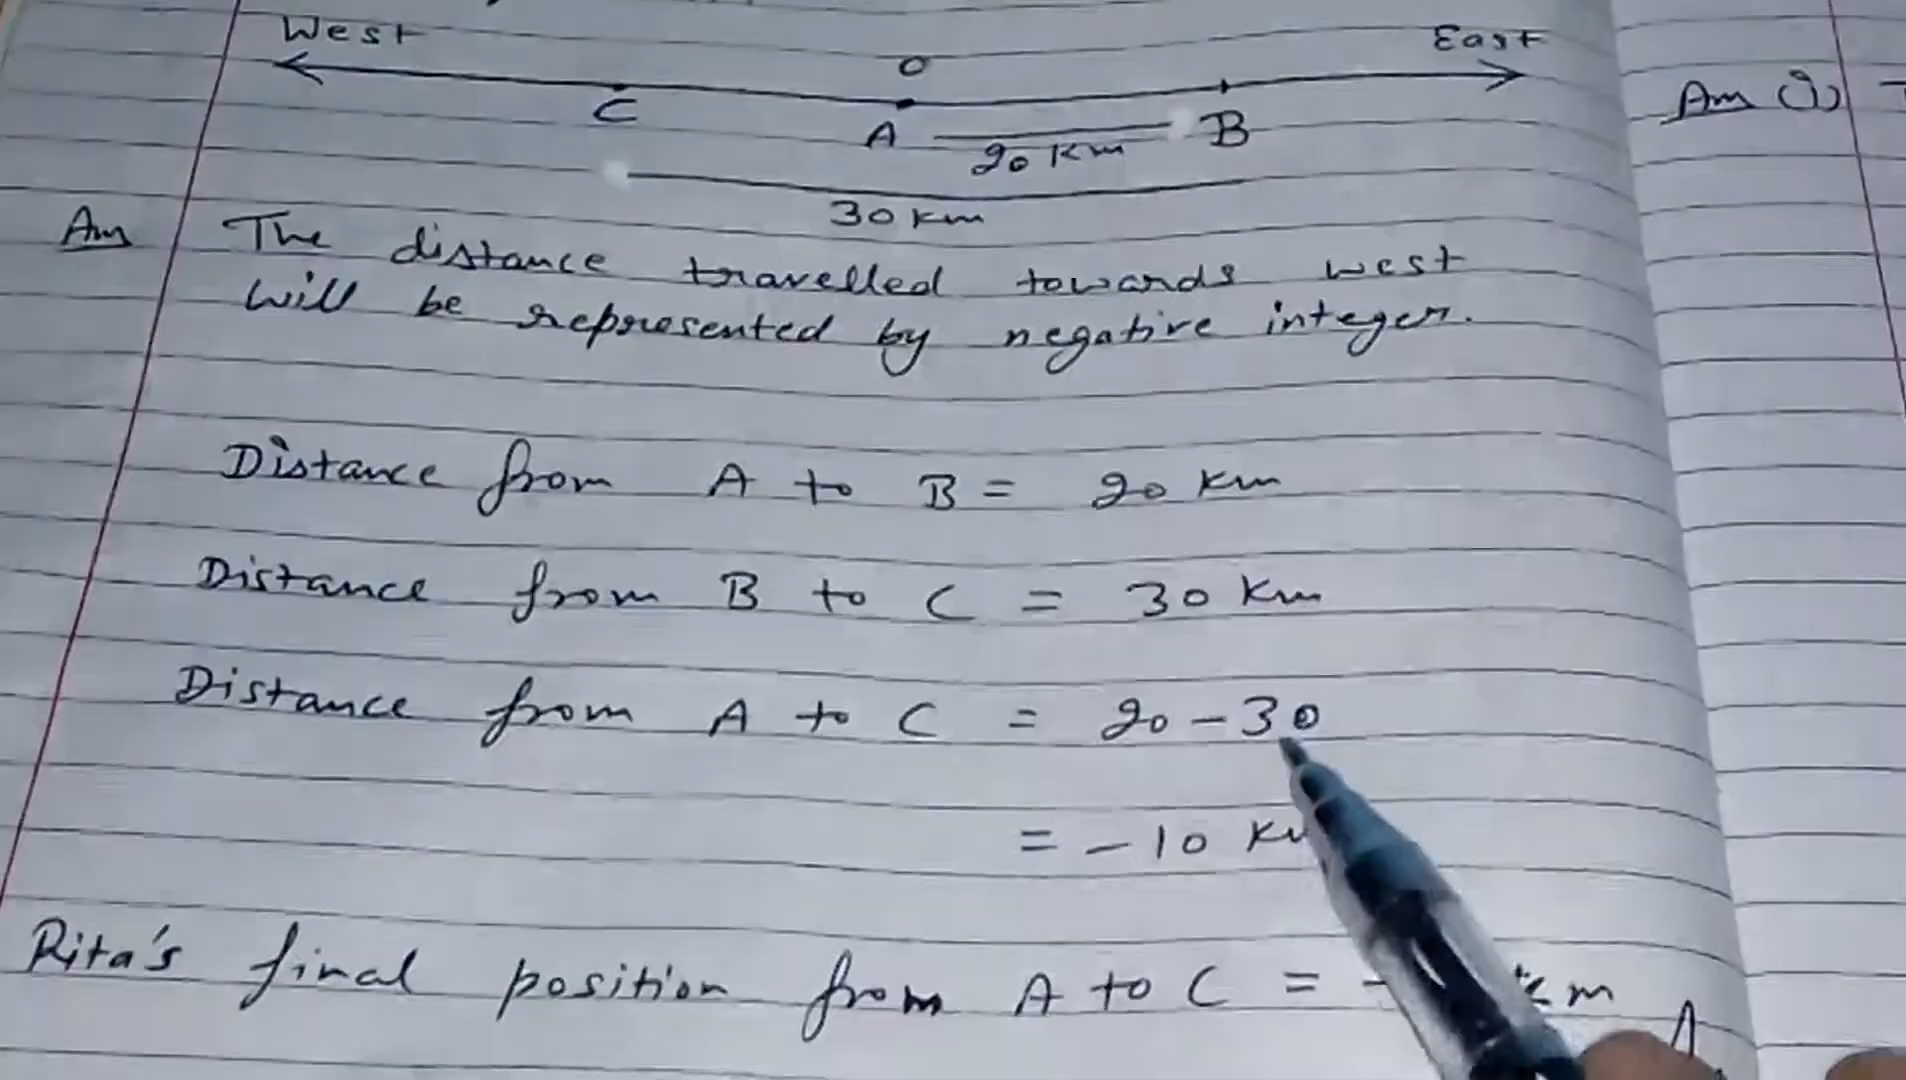 West East
O
C A B
20 Km
30 Km
Ans (i)
Ans The distance travelled towards west
will be represented by negative integer.
Distance from A to B = 20 Km
Distance from B to C = 30 Km
Distance from A to C = 20 - 30
= -10 Km
Rita's final position from A to C = - km